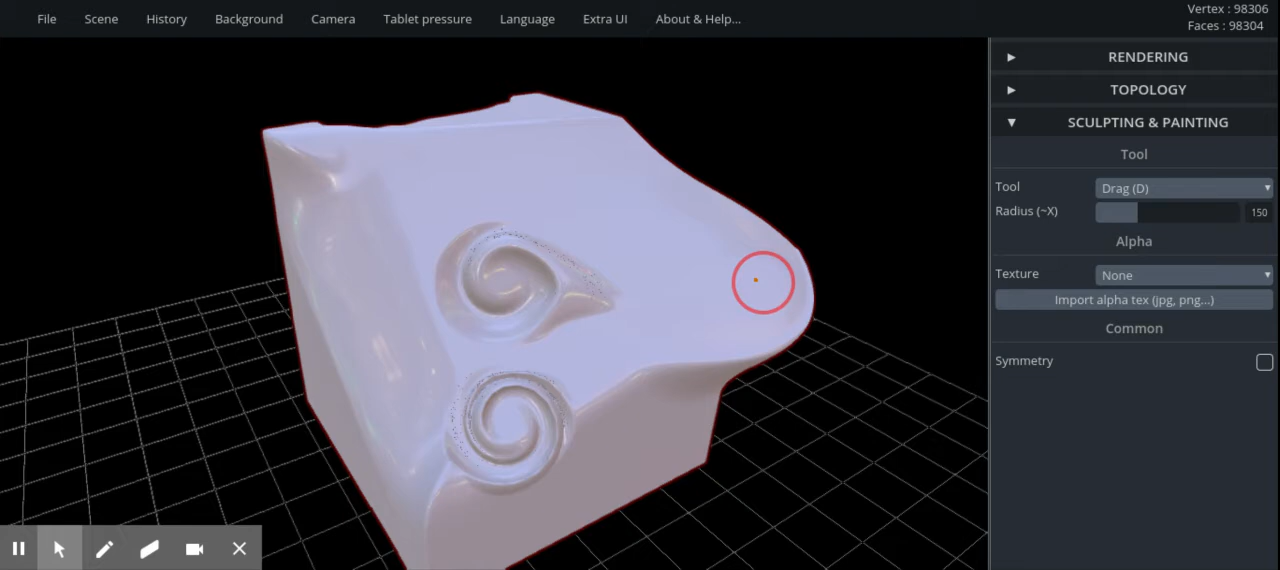 File Scene History Background Camera Tablet pressure Language Extra UI About & Help...
Vertex : 98306
Faces : 98304
RENDERING
TOPOLOGY
SCULPTING & PAINTING
Tool
Tool Drag (D)
Radius (~X) 150
Alpha
Texture None
Import alpha tex (jpg, png...)
Common
Symmetry